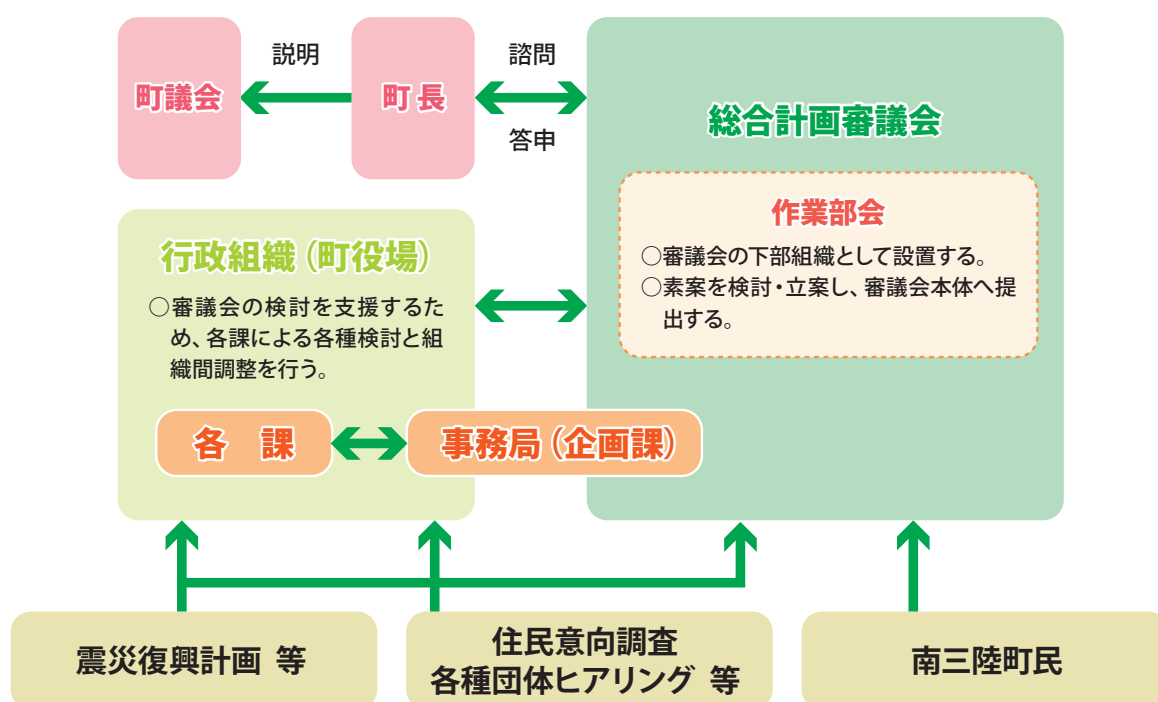 説明
諮問
町議会
町長
答申
総合計画審議会
作業部会
○審議会の下部組織として設置する。
○素案を検討・立案し、審議会本体へ提
出する。
行政組織（町役場）
○審議会の検討を支援するた
め、各課による各種検討と組
織間調整を行う。
各　課
事務局（企画課）
震災復興計画 等
住民意向調査
各種団体ヒアリング 等
南三陸町民